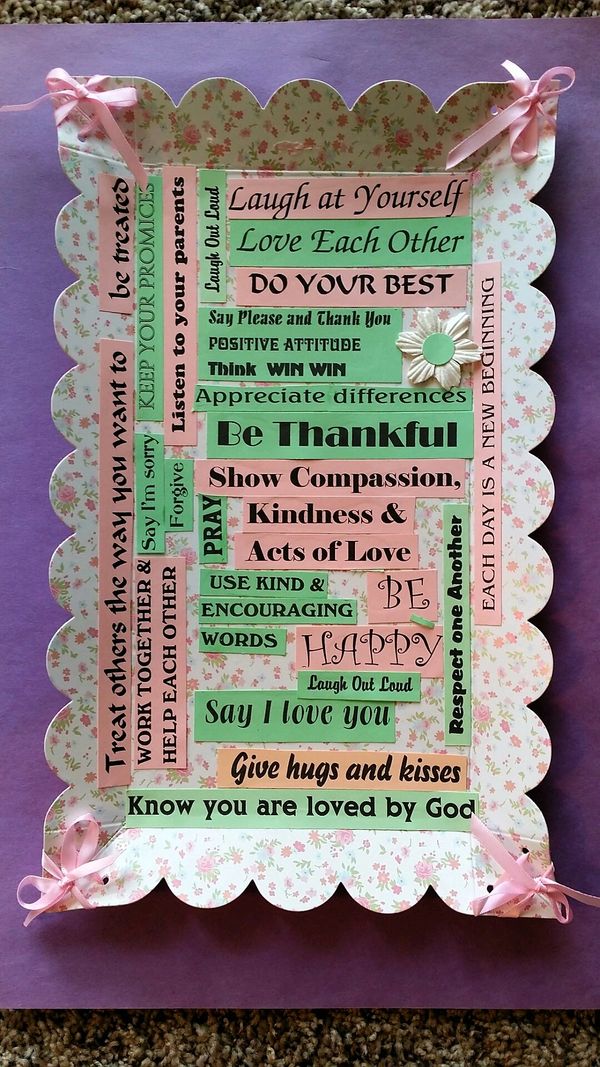 Laugh at Yourself
Love Each Other
DO YOUR BEST
Laugh Out Loud
Say Please and Thank You
POSITIVE ATTITUDE
Think WIN WIN
Appreciate differences
Be Thankful
Show Compassion,
Kindness &
Acts of Love
PRAY
USE KIND &
ENCOURAGING
WORDS
BE
HAPPY
Laugh Out Loud
Say I love you
Give hugs and kisses
Know you are loved by God
Treat others the way you want to
be treated
KEEP YOUR PROMICES
Listen to your parents
Say I'm sorry
Forgive
WORK TOGETHER &
HELP EACH OTHER
Respect one Another
EACH DAY IS A NEW BEGINNING